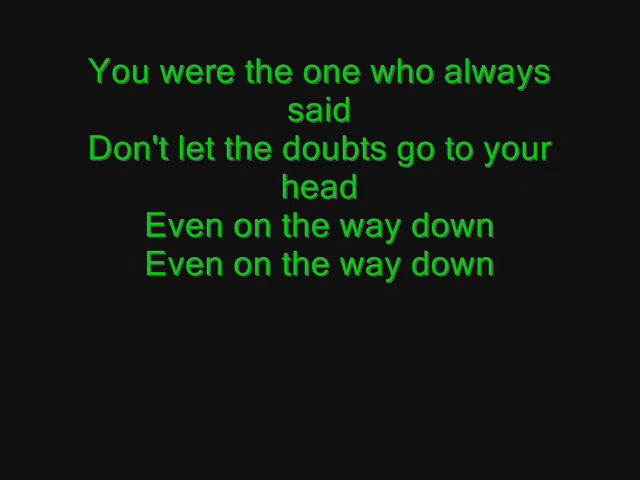 You were the one who always
said
Don't let the doubts go to your
head
Even on the way down
Even on the way down